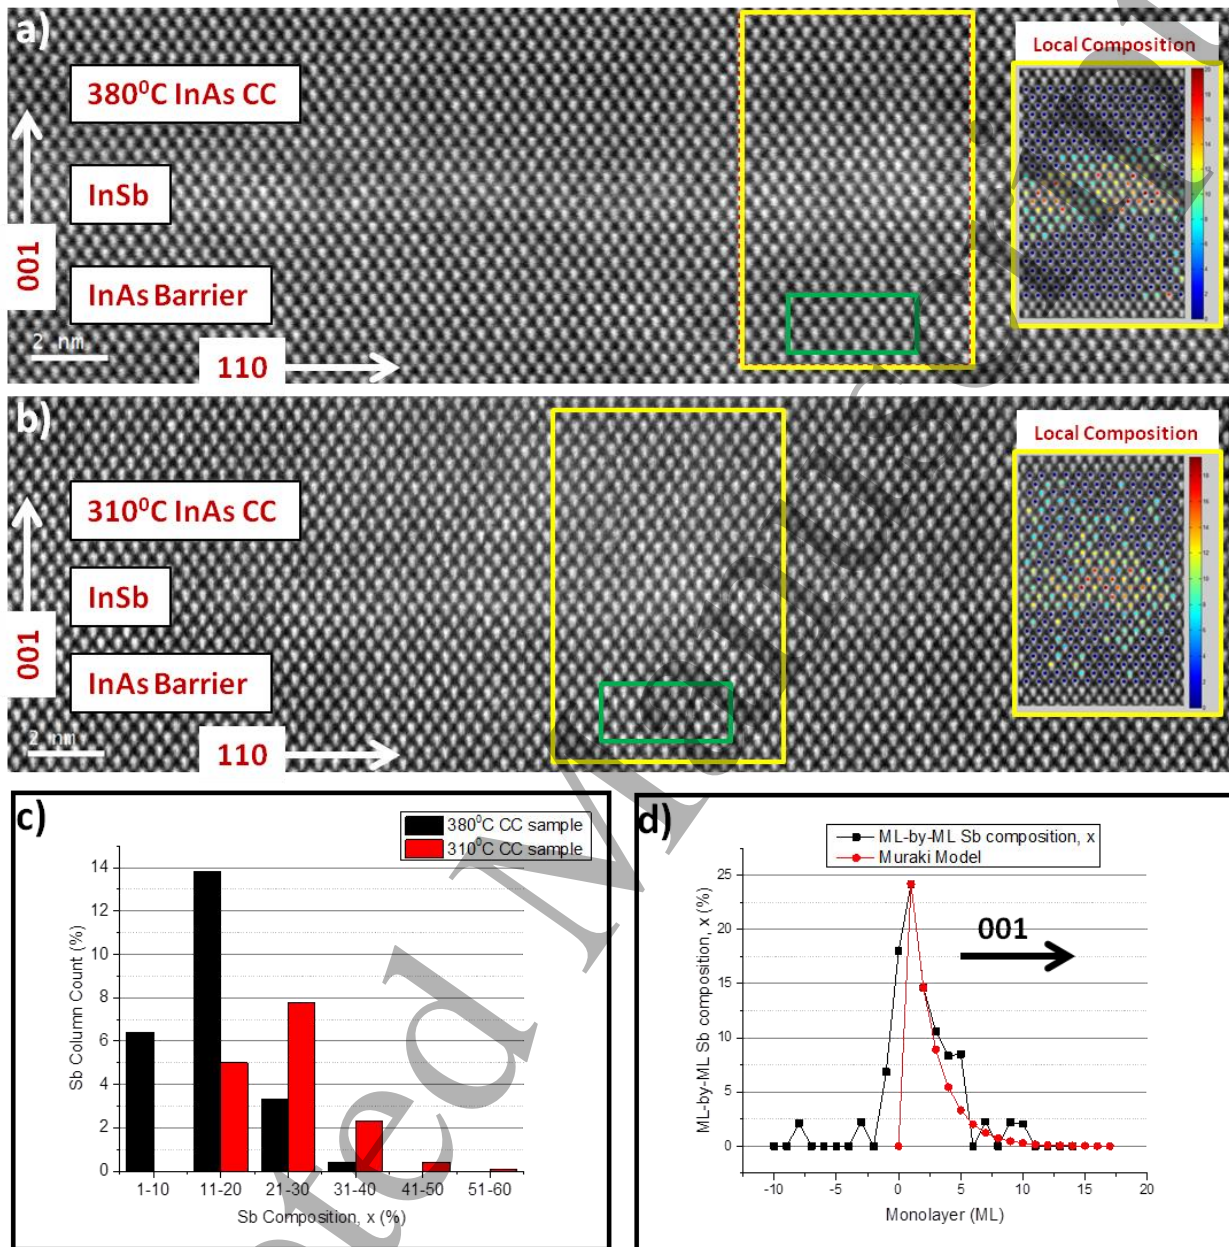 a)
Local Composition
380⁰C InAs CC
InSb
001
InAs Barrier
2 nm
110
b)
Local Composition
310⁰C InAs CC
InSb
001
InAs Barrier
2 nm
110
c)
380⁰C CC sample
310⁰C CC sample
14
12
10
8
6
4
2
0
Sb Column Count (%)
1-10 11-20 21-30 31-40 41-50 51-60
Sb Composition, x (%)
d)
ML-by-ML Sb composition, x
Muraki Model
001
25
20
15
10
5
0
ML-by-ML Sb composition, x (%)
-10 -5 0 5 10 15 20
Monolayer (ML)